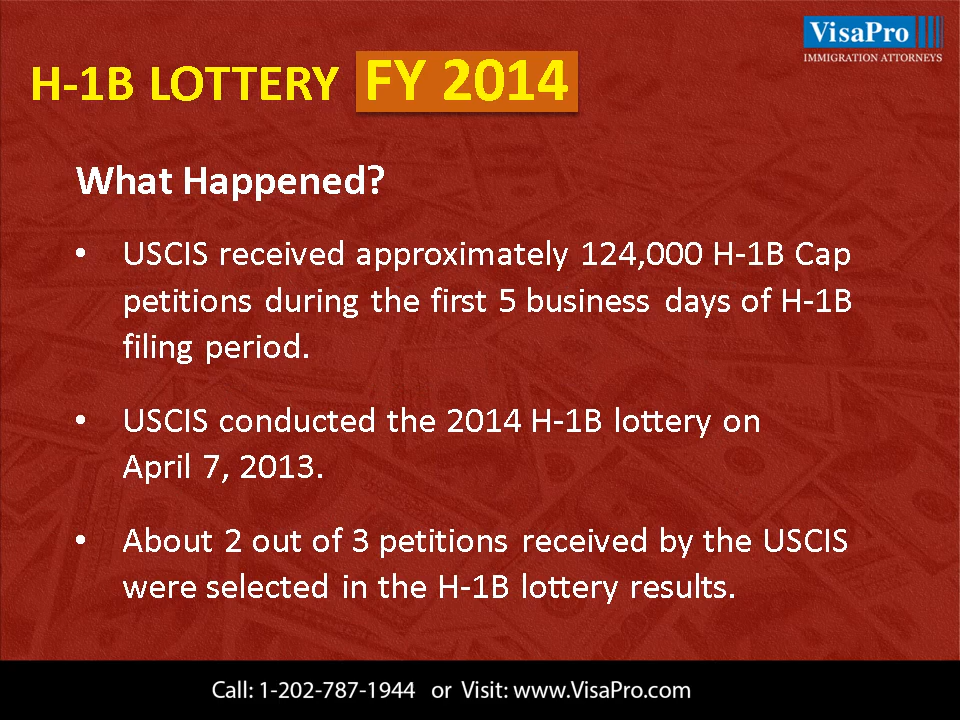 VisaPro
IMMIGRATION ATTORNEYS
H-1B LOTTERY FY 2014
What Happened?
• USCIS received approximately 124,000 H-1B Cap
petitions during the first 5 business days of H-1B
filing period.
• USCIS conducted the 2014 H-1B lottery on
April 7, 2013.
• About 2 out of 3 petitions received by the USCIS
were selected in the H-1B lottery results.
Call: 1-202-787-1944 or Visit: www.VisaPro.com